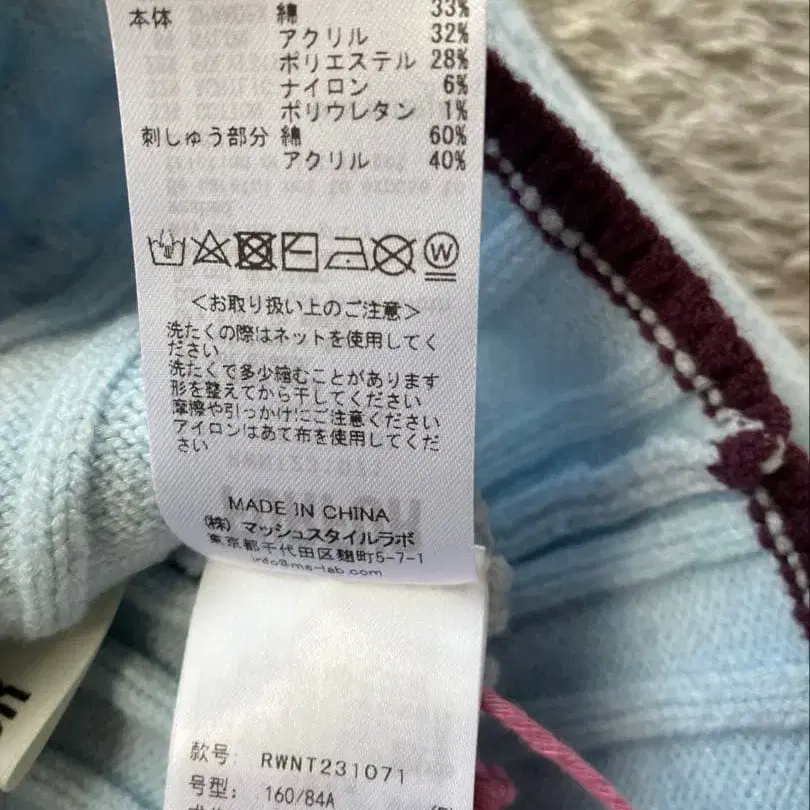 本体 綿 33%
アクリル 32%
ポリエステル 28%
ナイロン 6%
ポリウレタン 1%
刺しゅう部分 綿 60%
アクリル 40%
W
<お取り扱い上のご注意>
洗たくの際はネットを使用してく
ださい
洗たくで多少縮むことがあります
形を整えてから干してください
摩擦や引っかけにご注意ください
アイロンはあて布を使用してくだ
さい
MADE IN CHINA
(株) マッシュスタイルラボ
東京都千代田区麹町5-7-1
info@ms-lab.com
款号: RWNT231071
号型: 160/84A